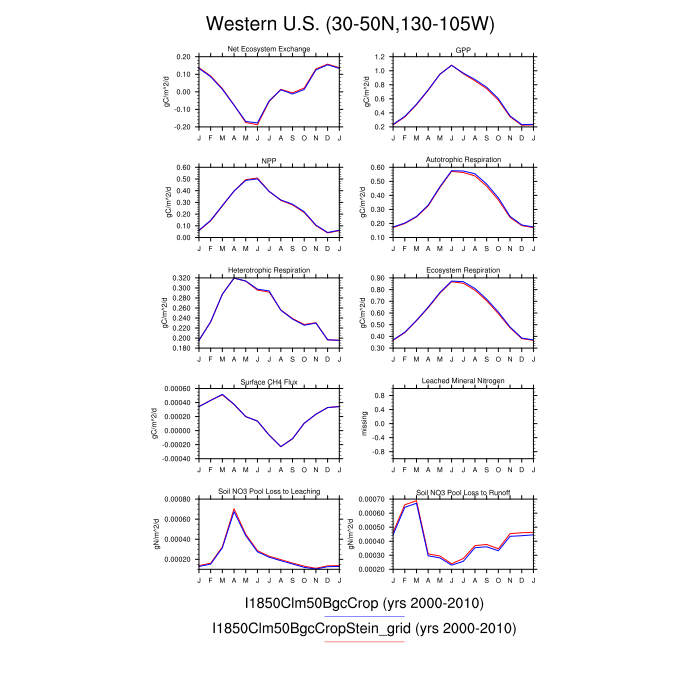 Western U.S. (30-50N,130-105W)
Net Ecosystem Exchange
gC/m^2/d
0.20
0.10
0.00
-0.10
-0.20
J F M A M J J A S O N D J
GPP
gC/m^2/d
1.2
1.0
0.8
0.6
0.4
0.2
J F M A M J J A S O N D J
NPP
gC/m^2/d
0.60
0.50
0.40
0.30
0.20
0.10
0.00
J F M A M J J A S O N D J
Autotrophic Respiration
gC/m^2/d
0.60
0.50
0.40
0.30
0.20
0.10
J F M A M J J A S O N D J
Heterotrophic Respiration
gC/m^2/d
0.320
0.300
0.280
0.260
0.240
0.220
0.200
0.180
J F M A M J J A S O N D J
Ecosystem Respiration
gC/m^2/d
0.90
0.80
0.70
0.60
0.50
0.40
0.30
J F M A M J J A S O N D J
Surface CH4 Flux
gC/m^2/d
0.00060
0.00040
0.00020
0.00000
-0.00020
-0.00040
J F M A M J J A S O N D J
Leached Mineral Nitrogen
missing
0.8
0.4
-0.0
-0.4
-0.8
J F M A M J J A S O N D J
Soil NO3 Pool Loss to Leaching
gN/m^2/d
0.00080
0.00060
0.00040
0.00020
J F M A M J J A S O N D J
Soil NO3 Pool Loss to Runoff
gN/m^2/d
0.00070
0.00060
0.00050
0.00040
0.00030
0.00020
J F M A M J J A S O N D J
I1850Clm50BgcCrop (yrs 2000-2010)
I1850Clm50BgcCropStein_grid (yrs 2000-2010)